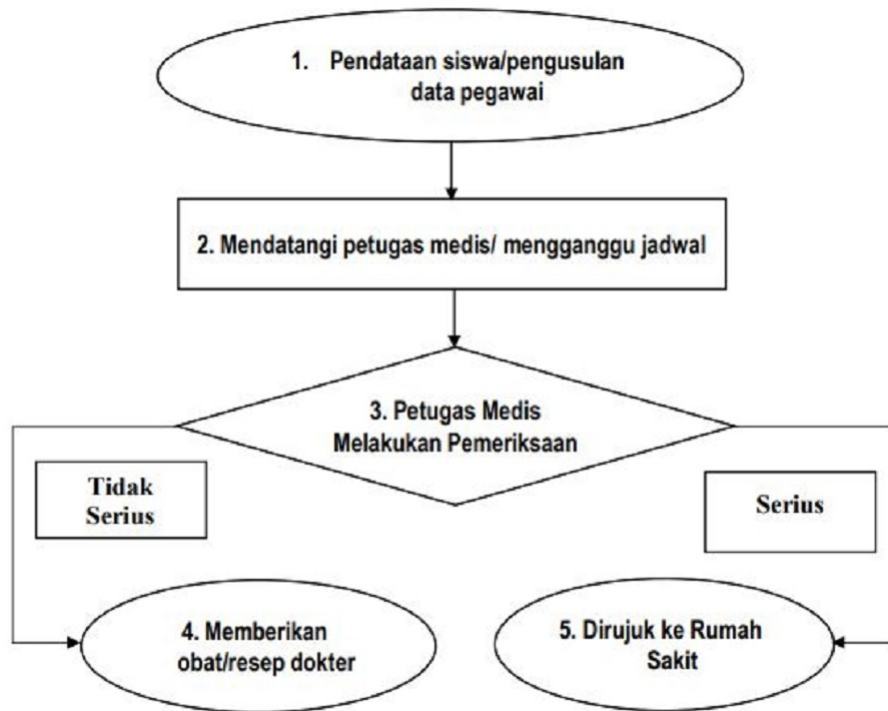 1. Pendataan siswa/pengusulan
data pegawai
2. Mendatangi petugas medis/ mengganggu jadwal
3. Petugas Medis
Melakukan Pemeriksaan
Tidak
Serius
Serius
4. Memberikan
obat/resep dokter
5. Dirujuk ke Rumah
Sakit